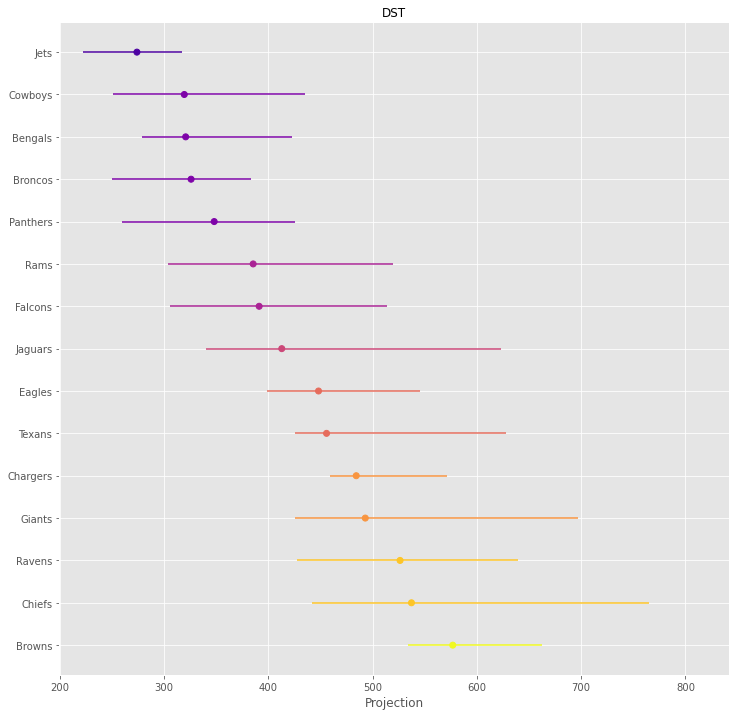 DST
Jets
Cowboys
Bengals
Broncos
Panthers
Rams
Falcons
Jaguars
Eagles
Texans
Chargers
Giants
Ravens
Chiefs
Browns
200 300 400 500 600 700 800
Projection